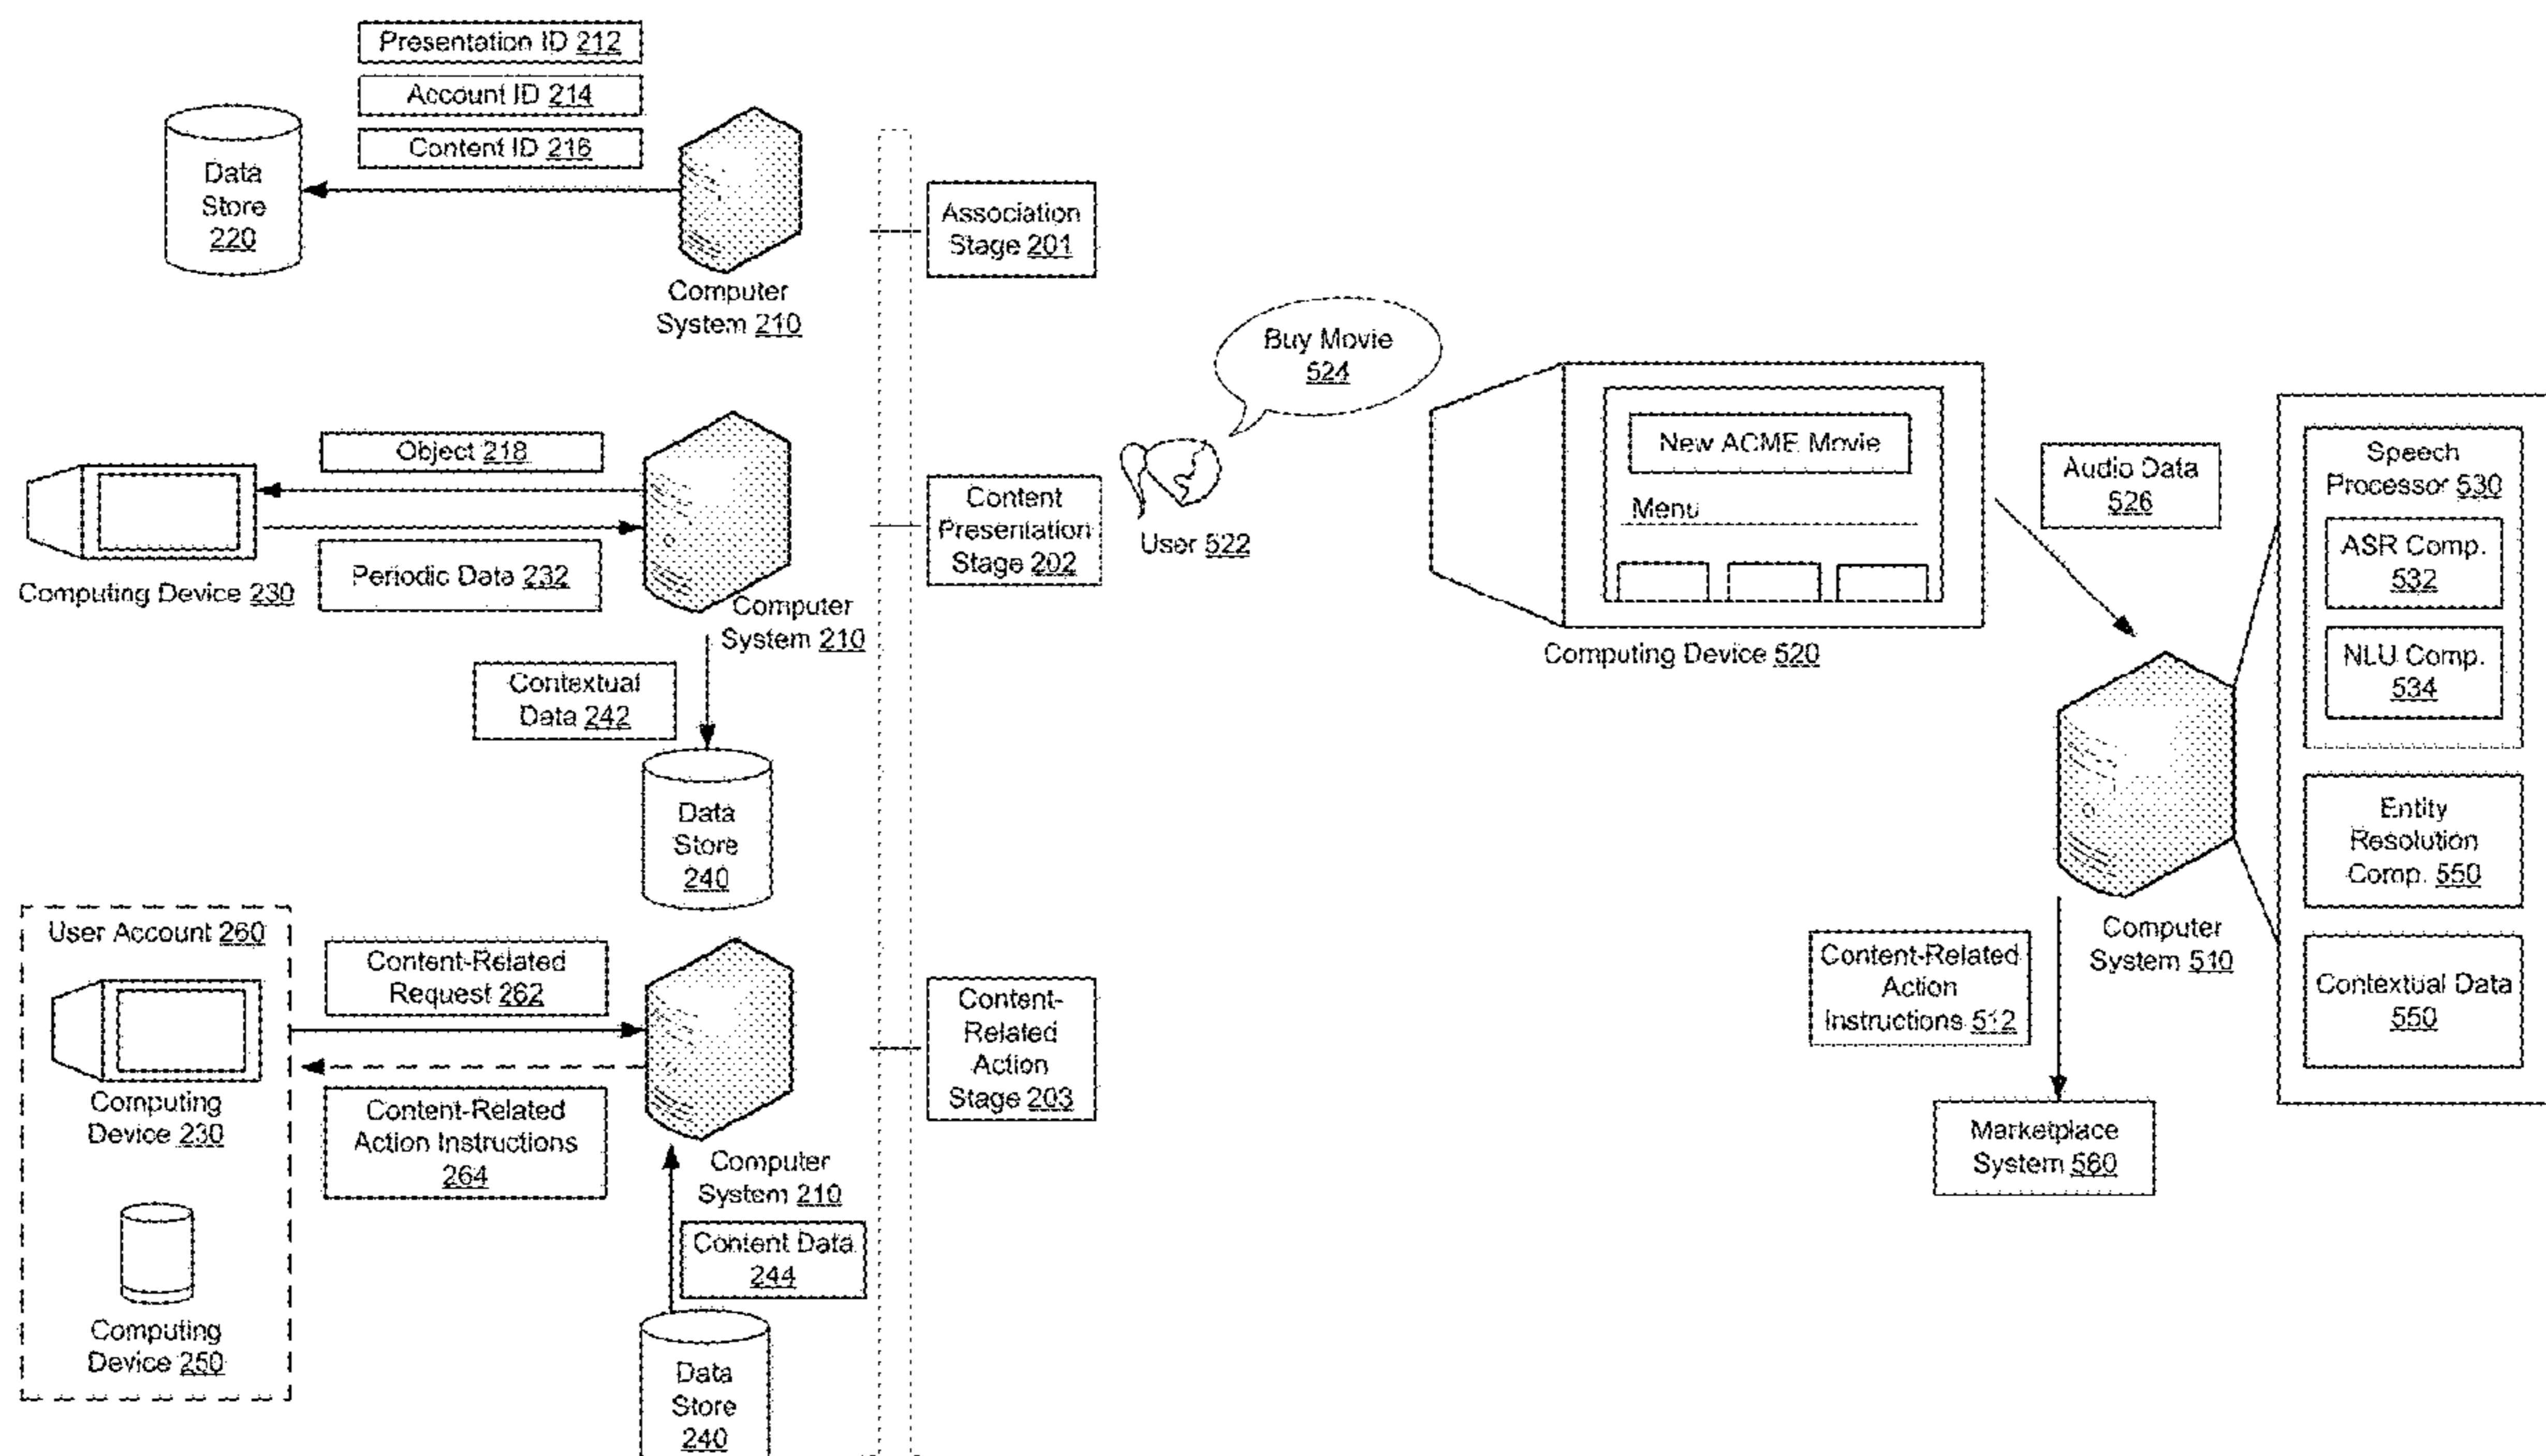 Presentation ID 212
Account ID 214
Content ID 216
Data
Store
220
Computer
System 210
Association
Stage 201
Object 218
Periodic Data 232
Computing Device 230
Computer
System 210
Contextual
Data 242
Data
Store
240
Content
Presentation
Stage 202
User Account 260
Computing
Device 230
Computing
Device 250
Content-Related
Request 262
Content-Related
Action Instructions
264
Computer
System 210
Content Data
244
Data
Store
240
Content-
Related
Action
Stage 203
Buy Movie
524
User 522
New ACME Movie
Menu
Computing Device 520
Audio Data
526
Speech
Processor 530
ASR Comp.
532
NLU Comp.
534
Entity
Resolution
Comp. 550
Contextual Data
550
Computer
System 510
Content-Related
Action
Instructions 512
Marketplace
System 560